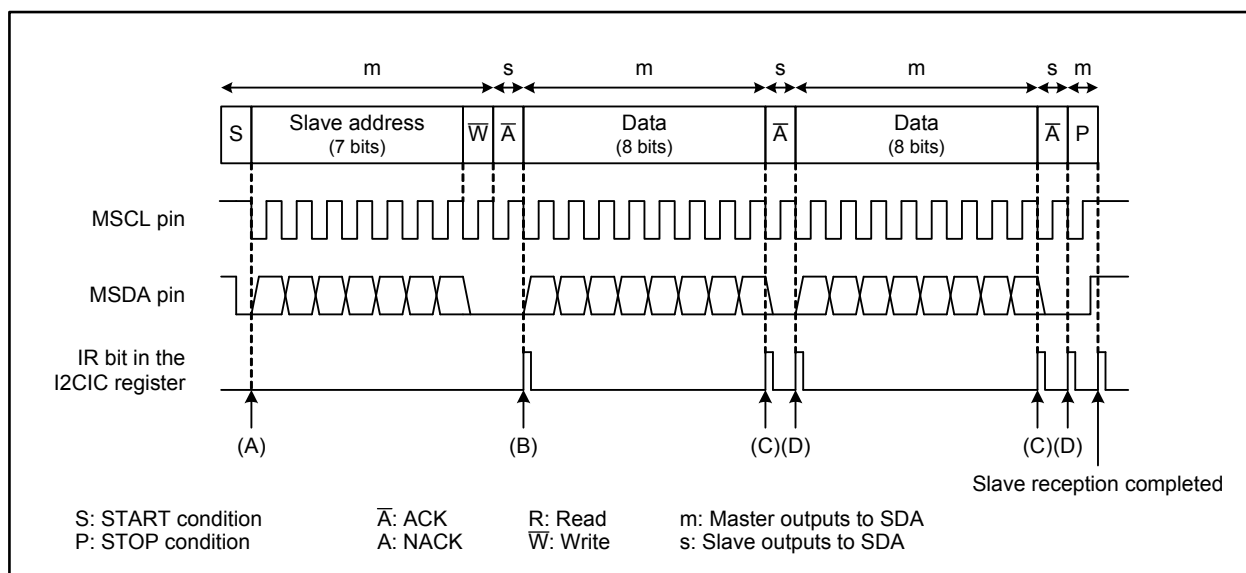 m s m s m s m
S Slave address (7 bits) W̅ A̅ Data (8 bits) A̅ Data (8 bits) A̅ P
MSCL pin
MSDA pin
IR bit in the
I2CIC register
(A) (B) (C)(D) (C)(D)
Slave reception completed
S: START condition A̅: ACK R: Read m: Master outputs to SDA
P: STOP condition A: NACK W̅: Write s: Slave outputs to SDA